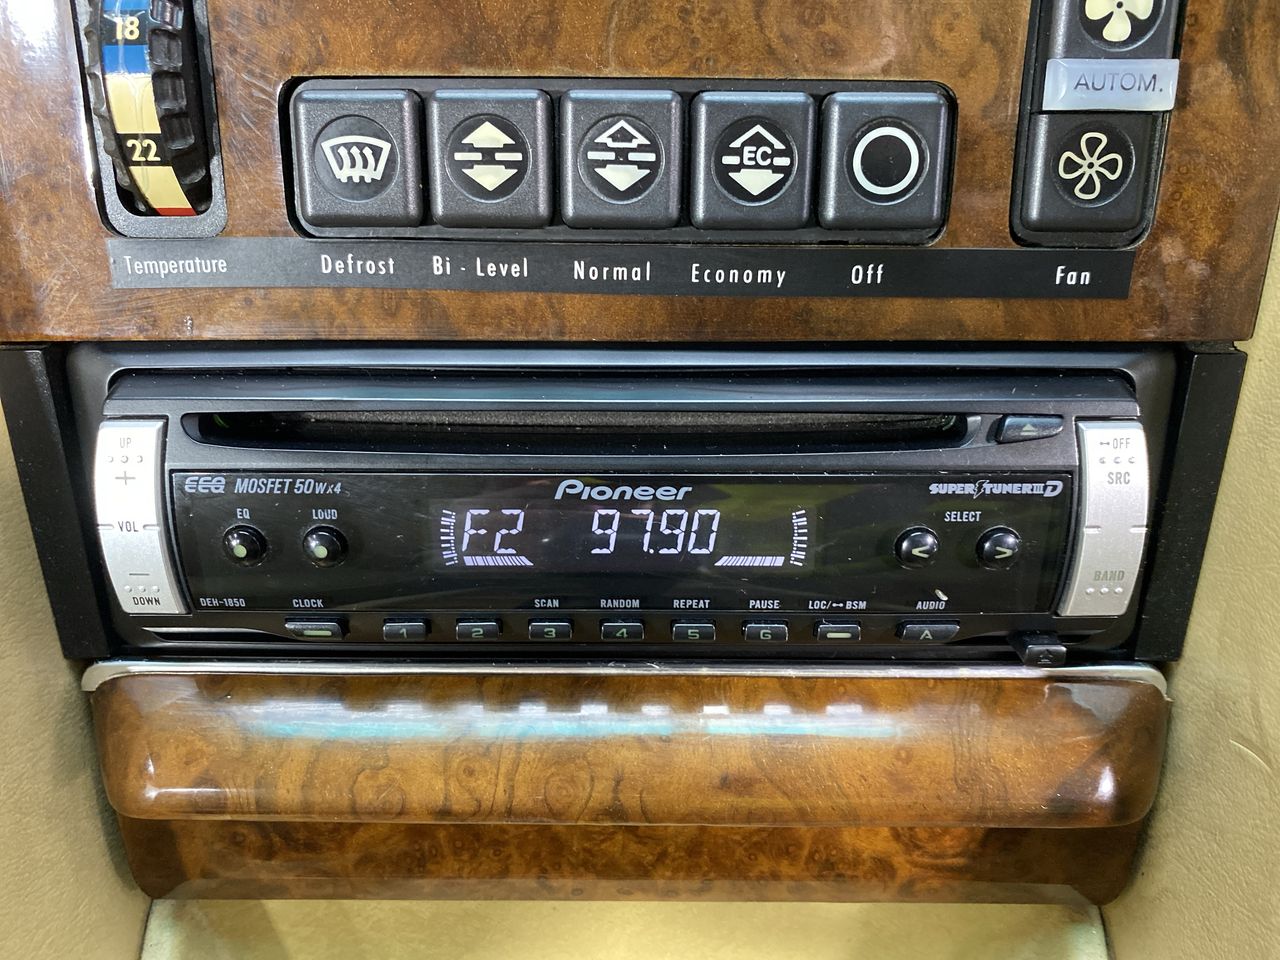 18
22
AUTOM.
EC
Temperature Defrost Bi - Level Normal Economy Off Fan
UP
+
VOL
—
DOWN
EEQ MOSFET 50Wx4
Pioneer
SUPER TUNER III D
OFF
SRC
BAND
EQ LOUD
F2 97.90
SELECT
< >
DEH-1850 CLOCK SCAN RANDOM REPEAT PAUSE LOC/ BSM AUDIO
1 2 3 4 5 6 A